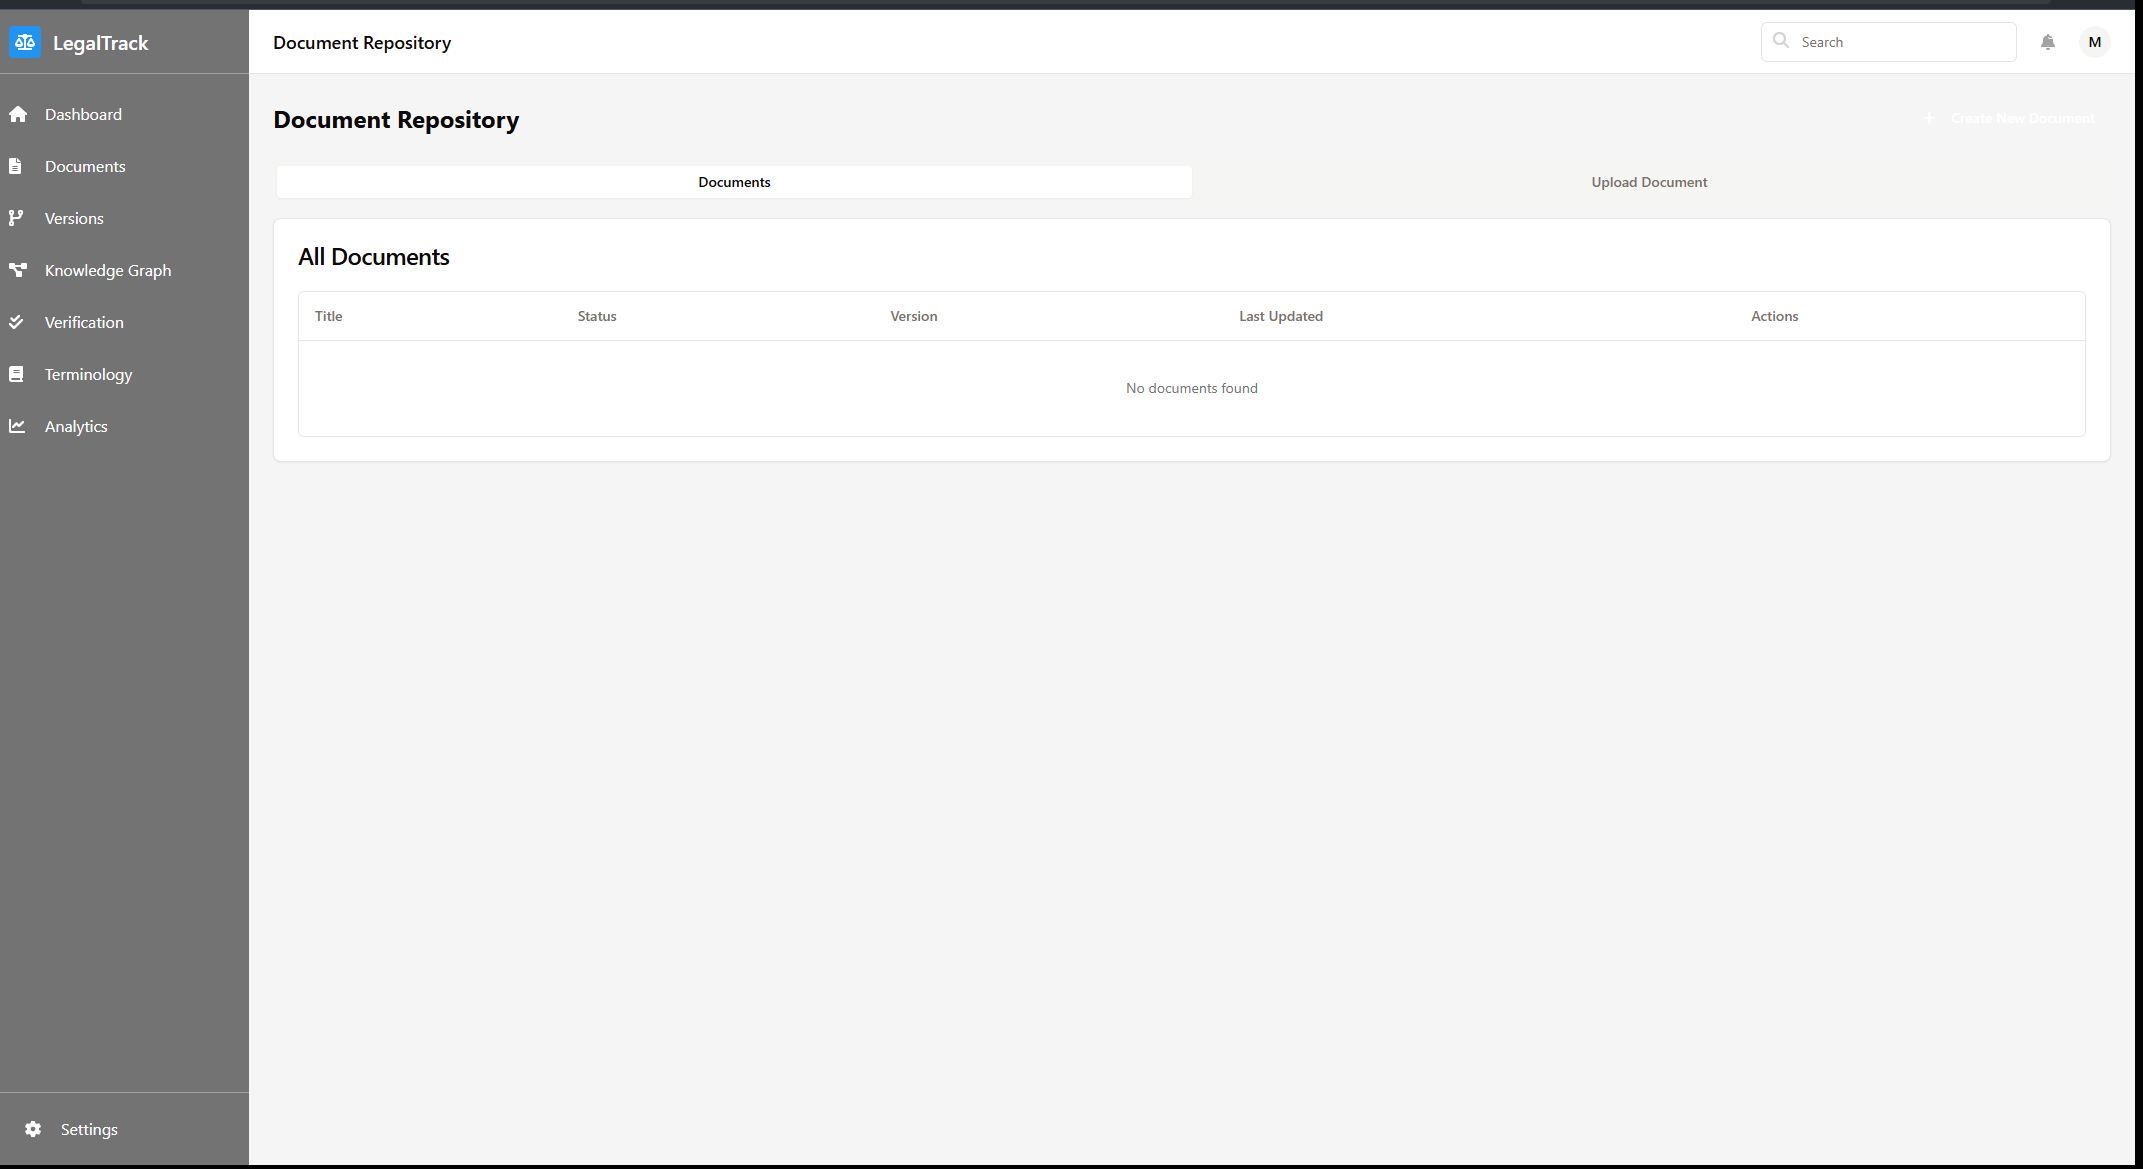 LegalTrack
Document Repository
Search
M
Dashboard
Documents
Versions
Knowledge Graph
Verification
Terminology
Analytics
Settings
Document Repository
+ Create New Document
Documents
Upload Document
All Documents
Title Status Version Last Updated Actions
No documents found